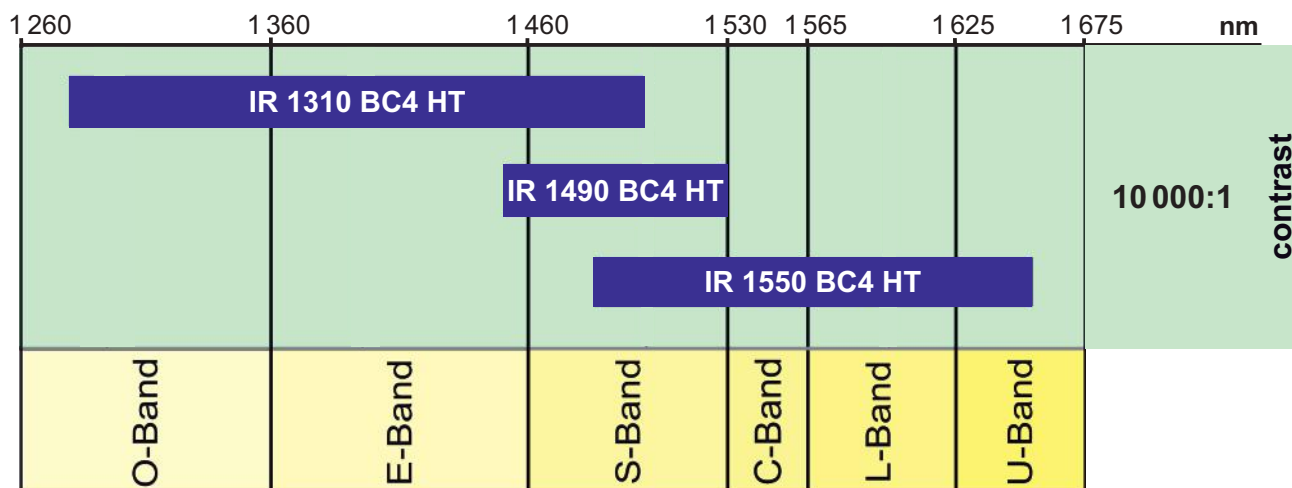 1 260 1 360 1 460 1 530 1 565 1 625 1 675 nm
IR 1310 BC4 HT
IR 1490 BC4 HT
IR 1550 BC4 HT
10 000:1
contrast
O-Band
E-Band
S-Band
C-Band
L-Band
U-Band